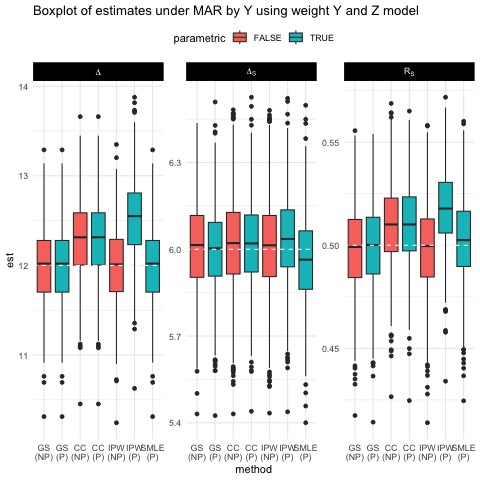 Boxplot of estimates under MAR by Y using weight Y and Z model
parametric FALSE TRUE
Δ
Δ_S
R_S
14
13
12
11
6.3
6.0
5.7
5.4
0.55
0.50
0.45
est
GS (NP) GS (P) CC (NP) CC (P) IPW (NP) IPW (P) SMLE (P)
GS (NP) GS (P) CC (NP) CC (P) IPW (NP) IPW (P) SMLE (P)
GS (NP) GS (P) CC (NP) CC (P) IPW (NP) IPW (P) SMLE (P)
method